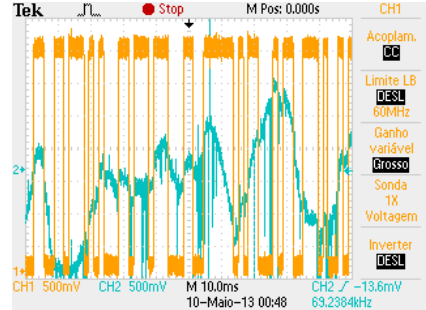 Tek Stop M Pos: 0.000s CH1
Acoplam.
CC
Limite LB
DESL
60MHz
Ganho
variável
Grosso
Sonda
1X
Voltagem
Inverter
DESL
2
1
CH1 500mV CH2 500mV M 10.0ms CH2 -13.6mV
10-Maio-13 00:48 69.2384kHz